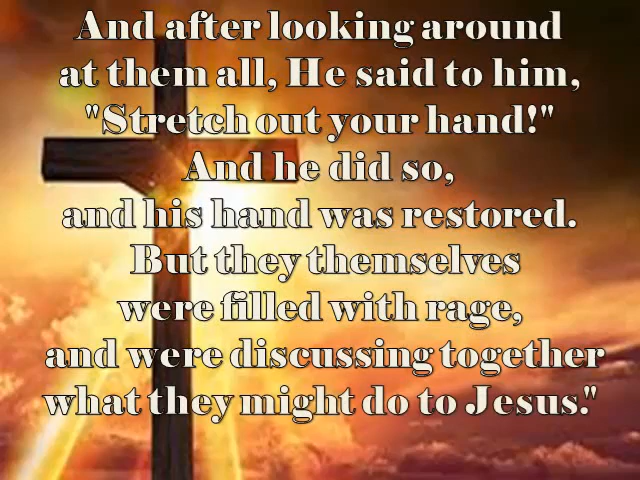 And after looking around
at them all, He said to him,
"Stretch out your hand!"
And he did so,
and his hand was restored.
But they themselves
were filled with rage,
and were discussing together
what they might do to Jesus."